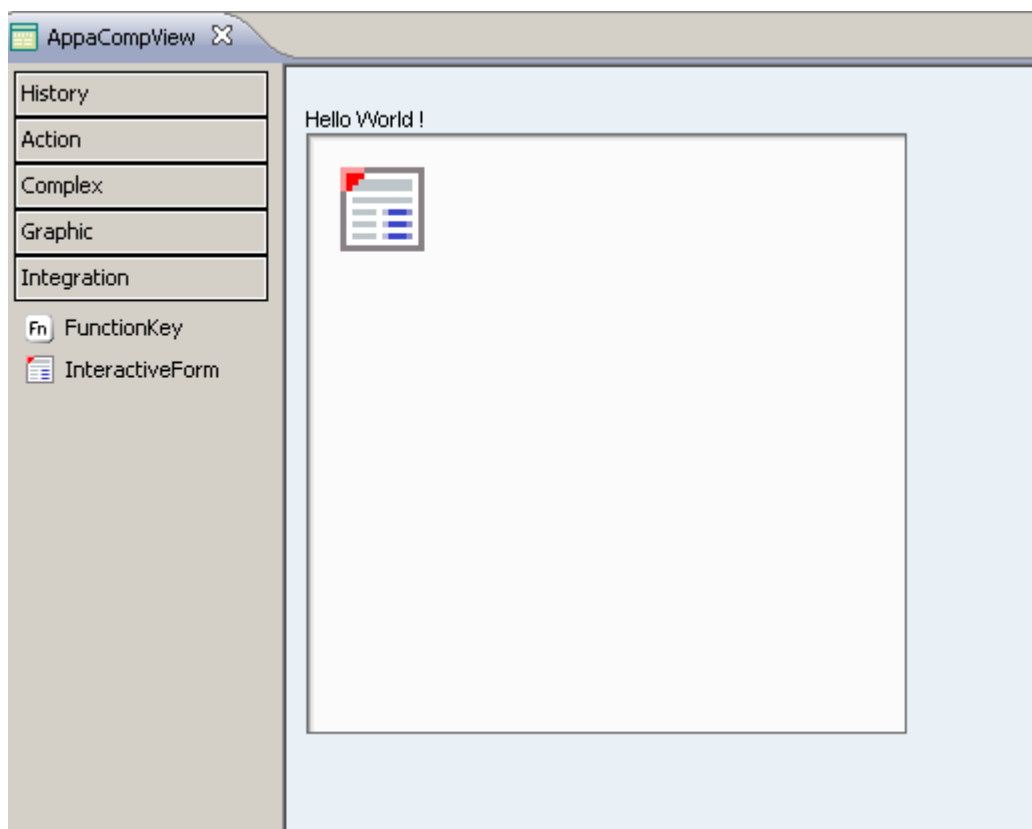 AppaCompView
History
Action
Complex
Graphic
Integration
Fn FunctionKey
InteractiveForm
Hello World !